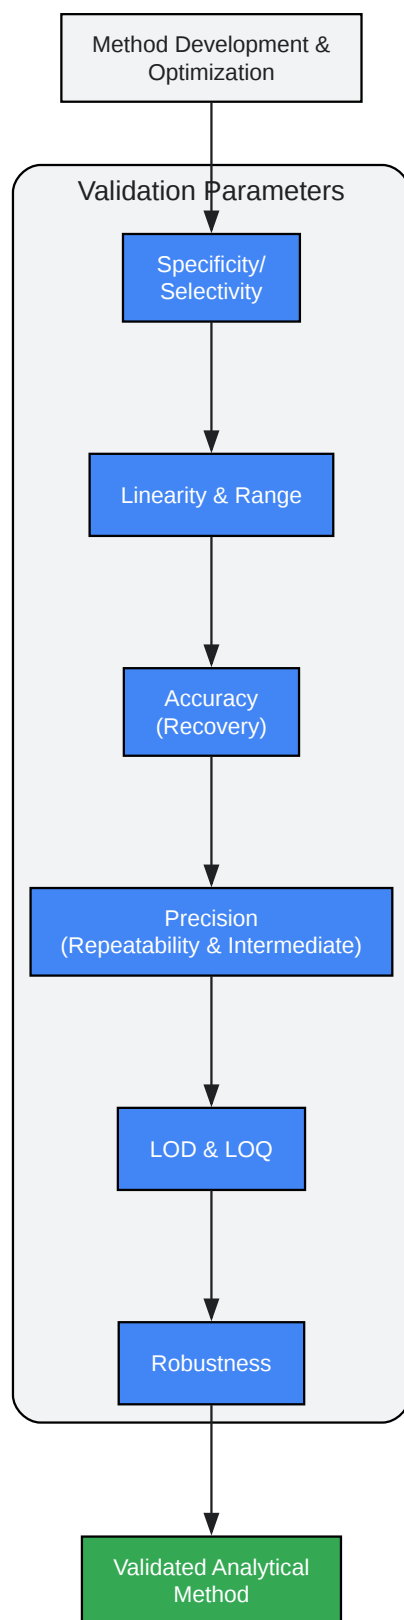 Method Development &
Optimization
Validation Parameters
Specificity/
Selectivity
Linearity & Range
Accuracy
(Recovery)
Precision
(Repeatability & Intermediate)
LOD & LOQ
Robustness
Validated Analytical
Method